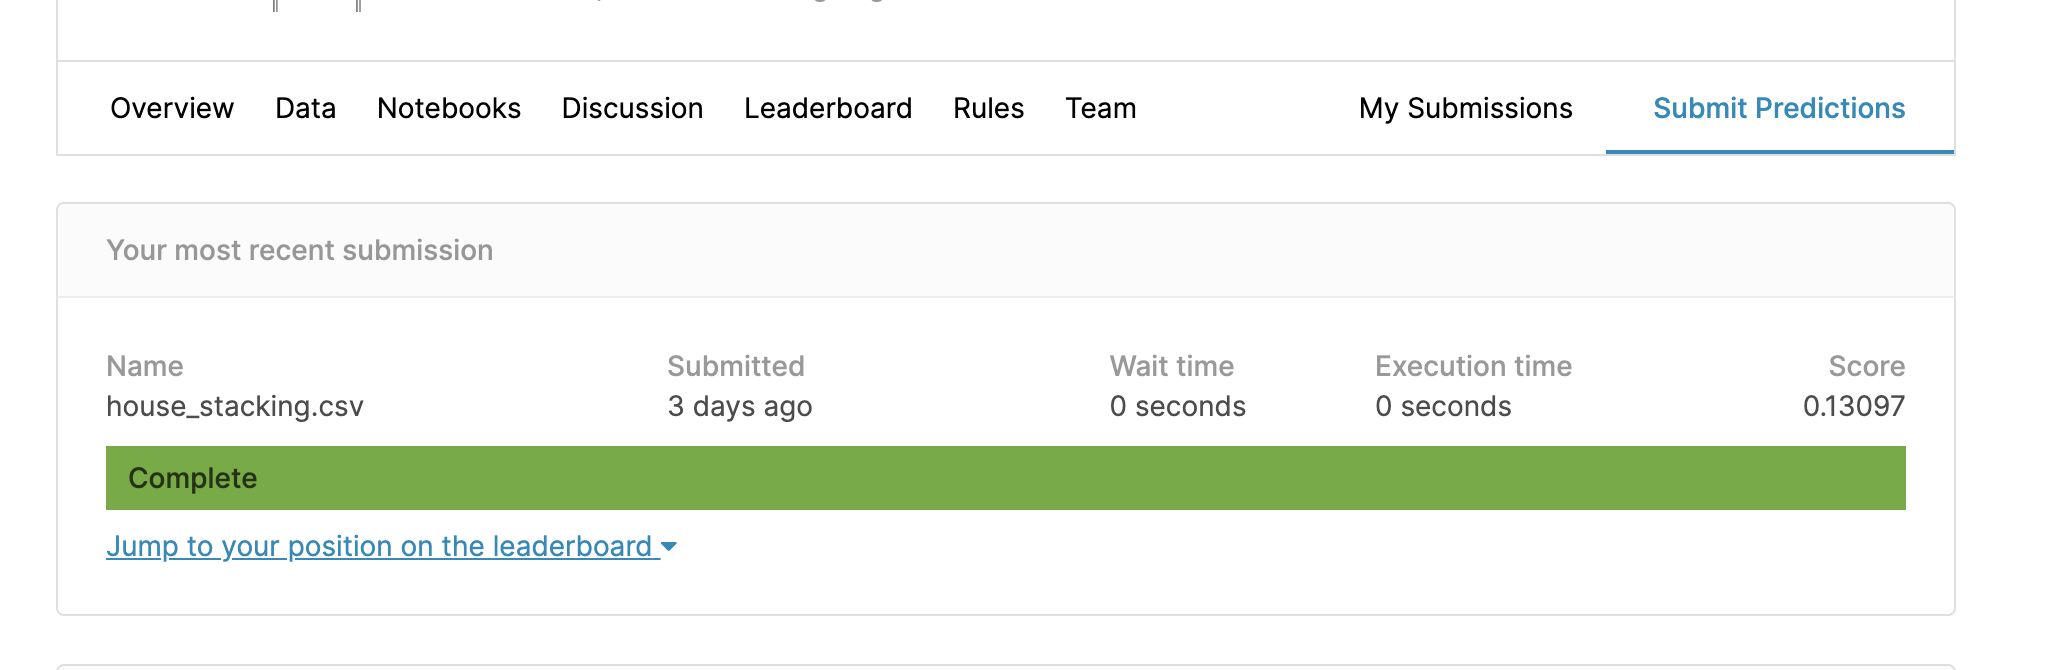 Overview Data Notebooks Discussion Leaderboard Rules Team My Submissions Submit Predictions
Your most recent submission
Name Submitted Wait time Execution time Score
house_stacking.csv 3 days ago 0 seconds 0 seconds 0.13097
Complete
Jump to your position on the leaderboard